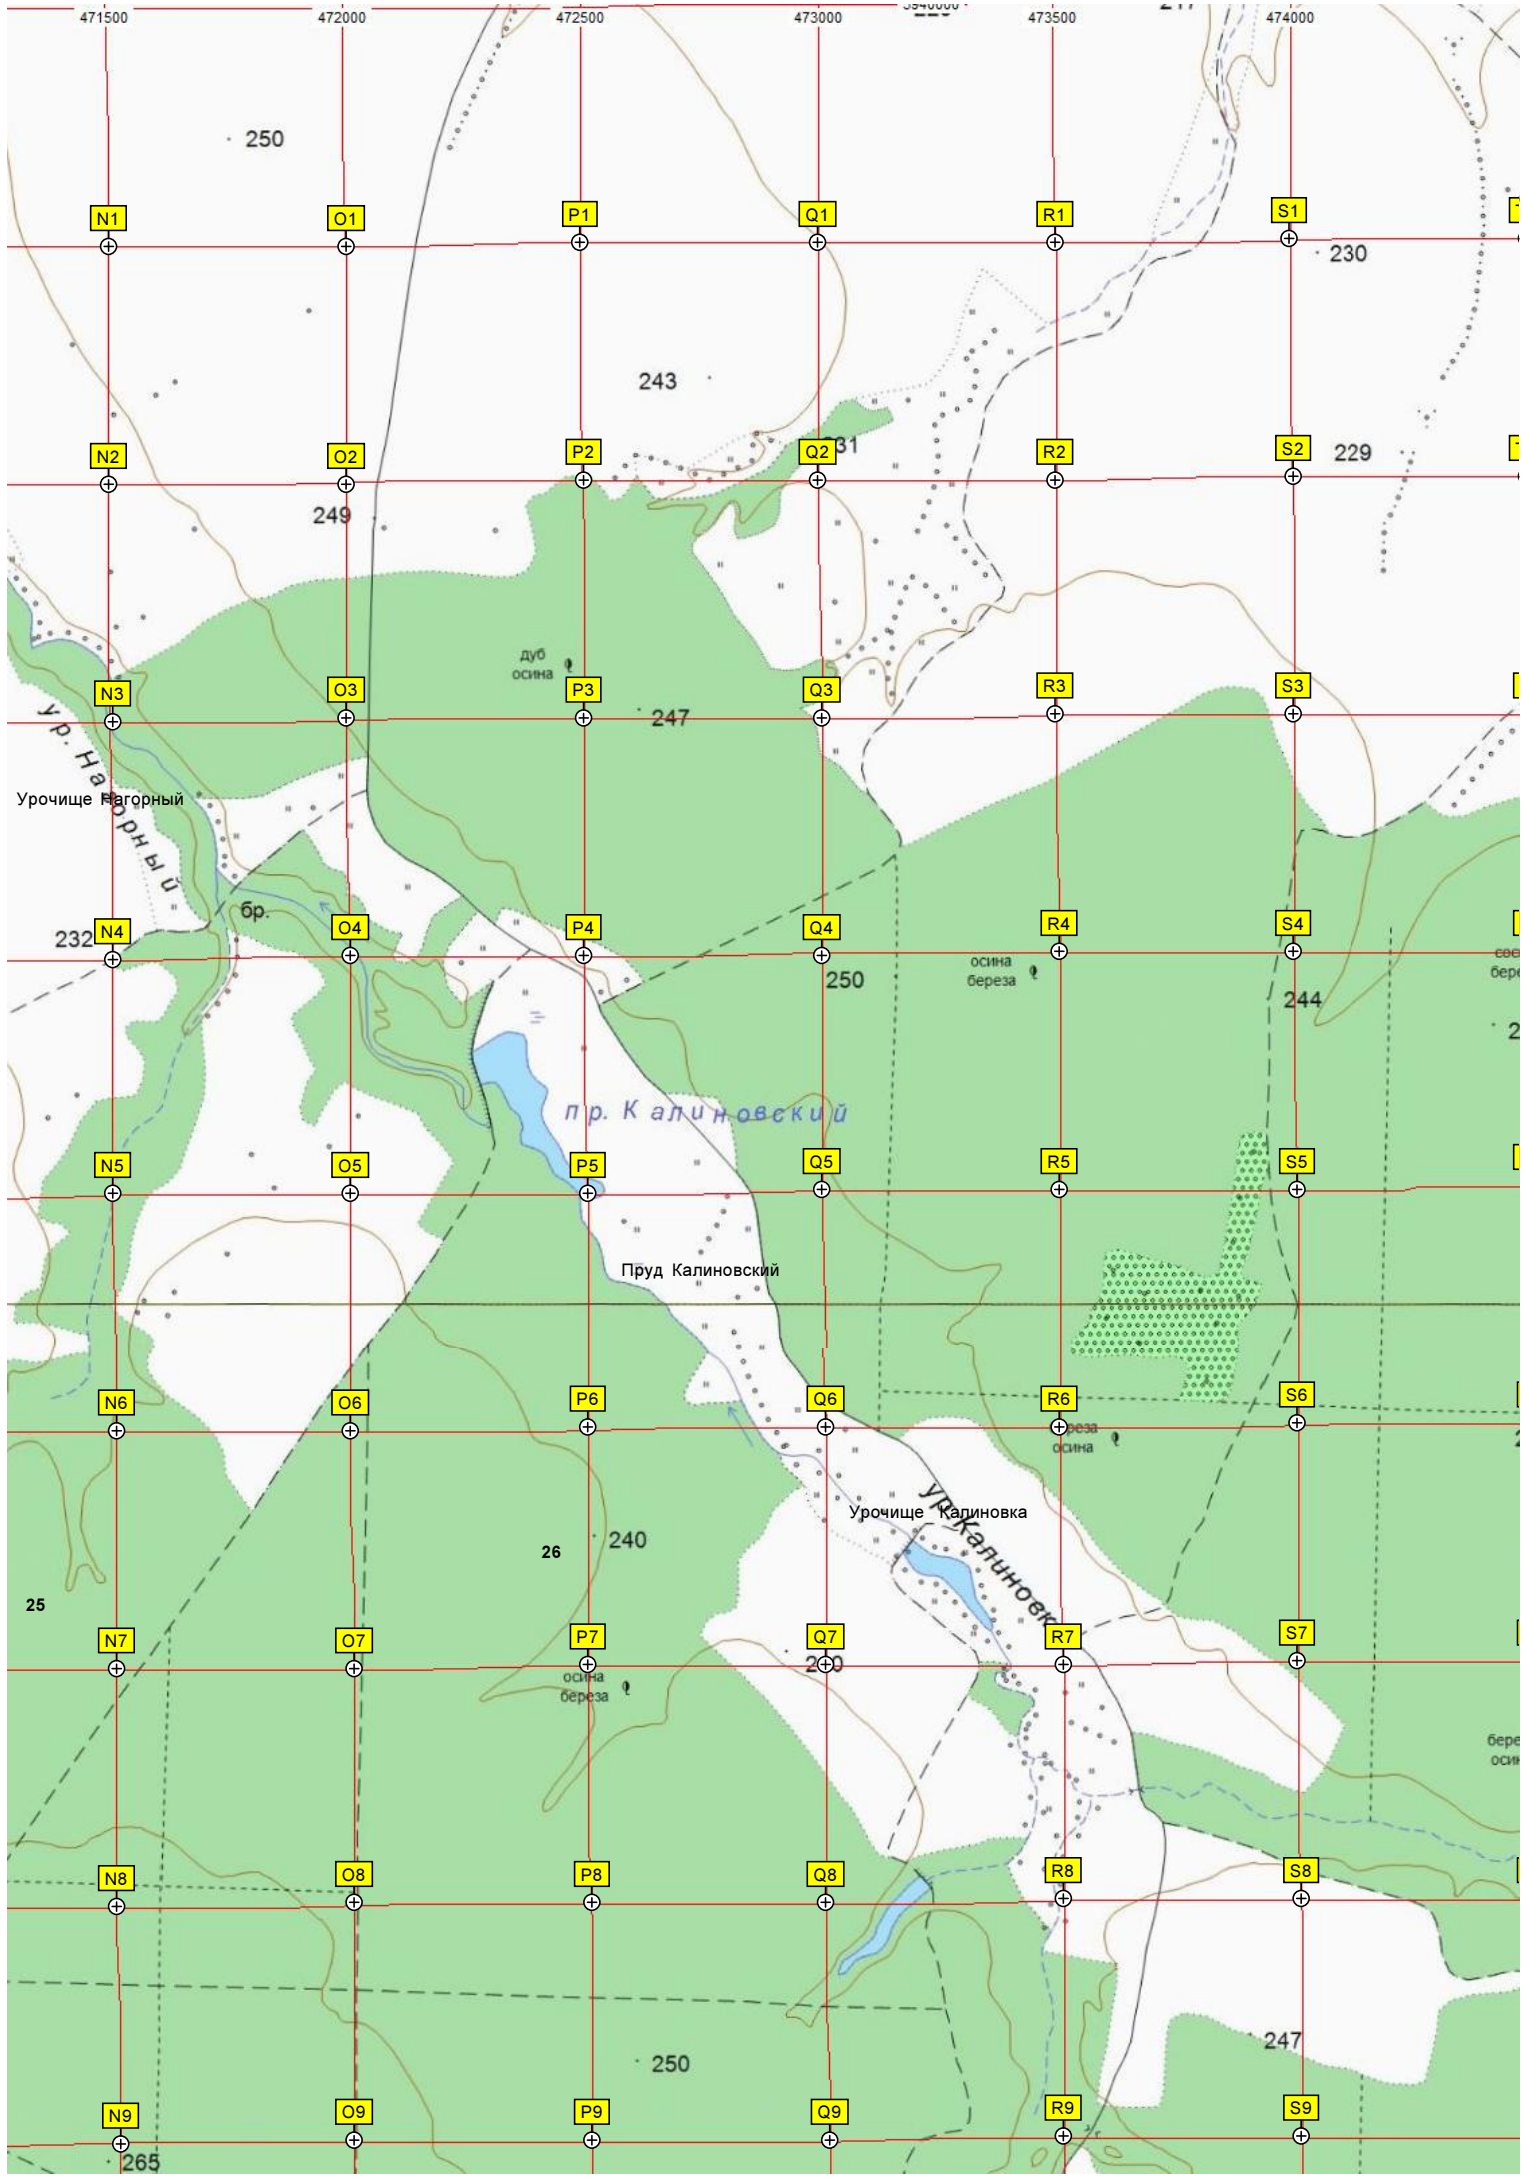 471500 472000 472500 473000 473500 474000
250
N1 O1 P1 Q1 R1 S1
230
243
N2 O2 P2 Q2 R2 S2
229
249
дуб
осина
N3 O3 P3 Q3 R3 S3
247
ур. Нагорный
Урочище Нагорный
бр.
N4 O4 P4 Q4 R4 S4
232
250
осина
береза
244
пр. Калиновский
N5 O5 P5 Q5 R5 S5
Пруд Калиновский
N6 O6 P6 Q6 R6 S6
осина
ур. Калиновка
Урочище Калиновка
240
26
25
N7 O7 P7 Q7 R7 S7
осина
береза
N8 O8 P8 Q8 R8 S8
247
250
N9 O9 P9 Q9 R9 S9
265